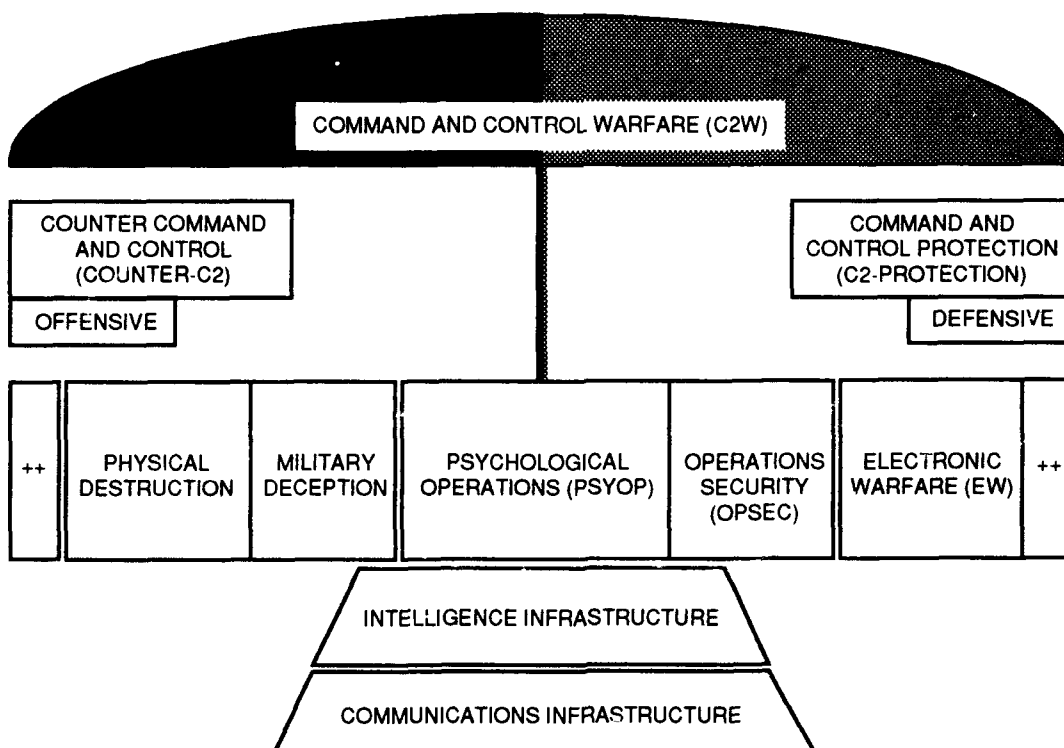 COMMAND AND CONTROL WARFARE (C2W)
COUNTER COMMAND
AND CONTROL
(COUNTER-C2)
OFFENSIVE
COMMAND AND
CONTROL PROTECTION
(C2-PROTECTION)
DEFENSIVE
++
PHYSICAL
DESTRUCTION
MILITARY
DECEPTION
PSYCHOLOGICAL
OPERATIONS (PSYOP)
OPERATIONS
SECURITY
(OPSEC)
ELECTRONIC
WARFARE (EW)
++
INTELLIGENCE INFRASTRUCTURE
COMMUNICATIONS INFRASTRUCTURE